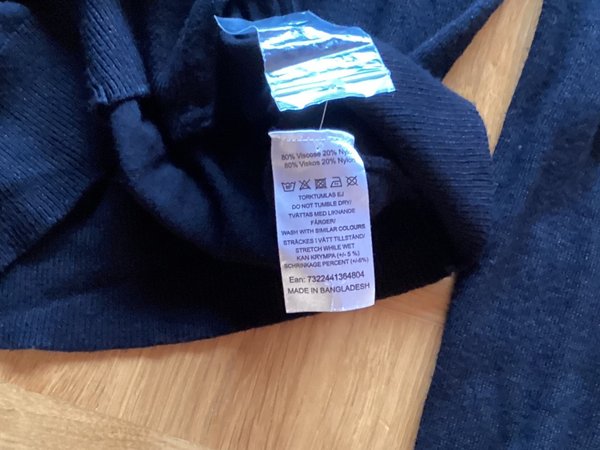 80% Viscose 20% Nylon
80% Viskos 20% Nylon
TORKTUMLAS EJ
DO NOT TUMBLE DRY/
TVÄTTAS MED LIKNANDE
FÄRGER/
WASH WITH SIMILAR COLOURS
STRÄCKES I VÅTT TILLSTÅND/
STRETCH WHILE WET
KAN KRYMPA (+/- 5 %)
SCHRINKAGE PERCENT (+/-5%)
Ean: 7322441364804
MADE IN BANGLADESH